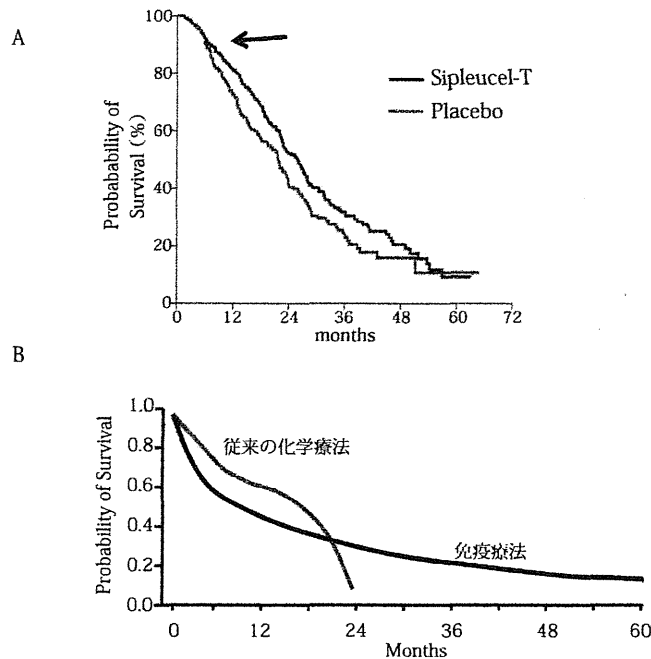 A
Probabability of
Survival (%)
100
80
60
40
20
0
Sipleucel-T
Placebo
0 12 24 36 48 60 72
months
B
Probability of Survival
1.0
0.8
0.6
0.4
0.2
0.0
従来の化学療法
免疫療法
0 12 24 36 48 60
Months